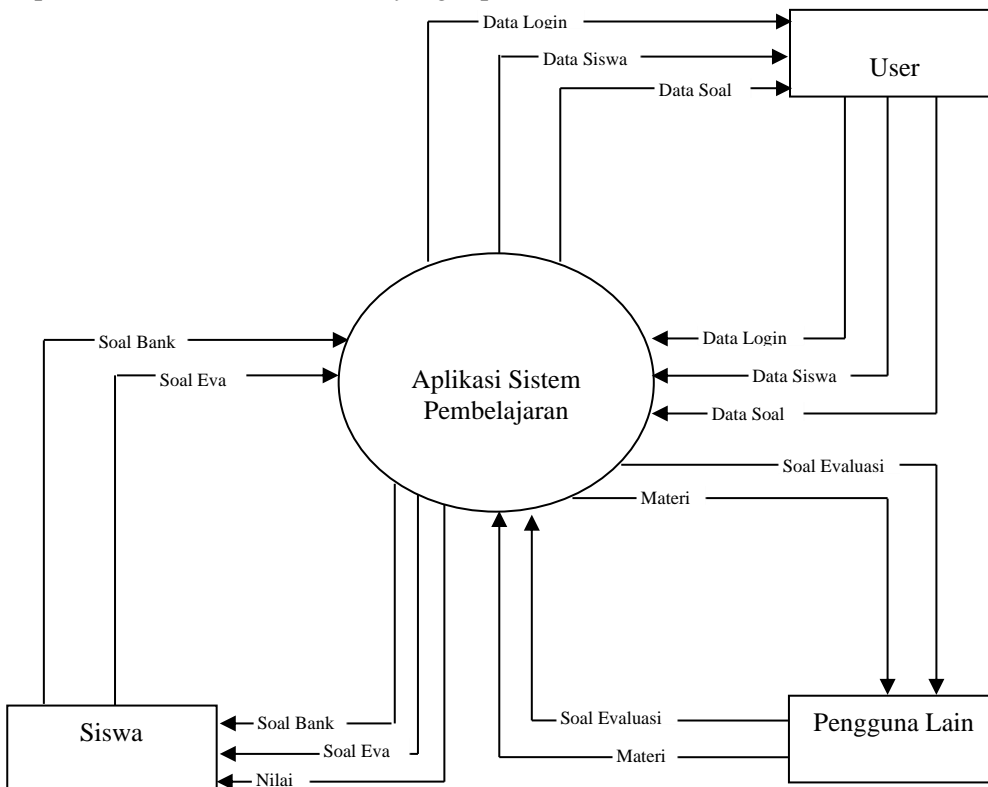 Data Login
Data Siswa
User
Data Soal
Soal Bank
Data Login
Soal Eva
Aplikasi Sistem
Pembelajaran
Data Siswa
Data Soal
Soal Evaluasi
Materi
Siswa
Soal Bank
Soal Evaluasi
Pengguna Lain
Soal Eva
Materi
Nilai